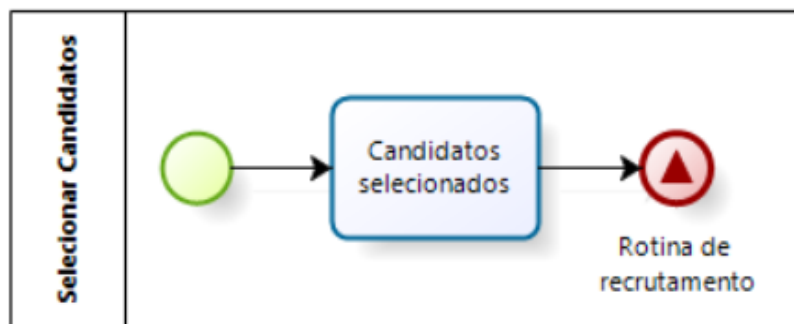 Selecionar Candidatos
Candidatos
selecionados
Rotina de
recrutamento